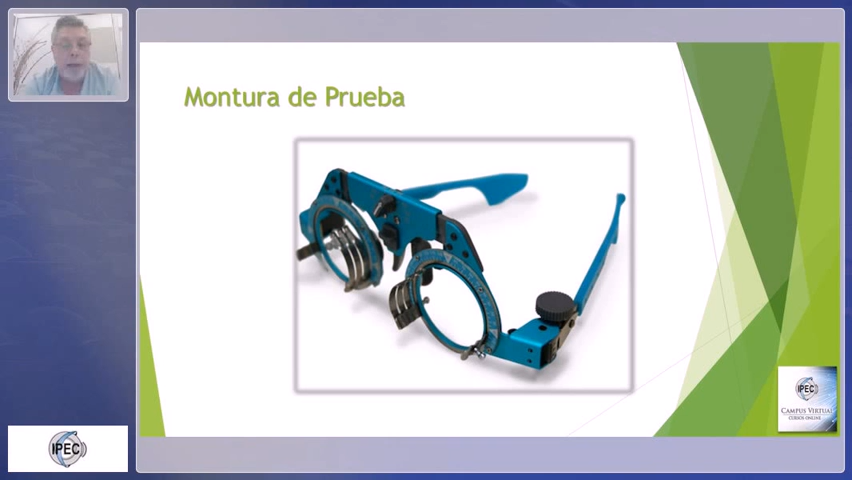 Montura de Prueba
IPEC
CAMPUS VIRTUAL
CURSOS ONLINE
IPEC